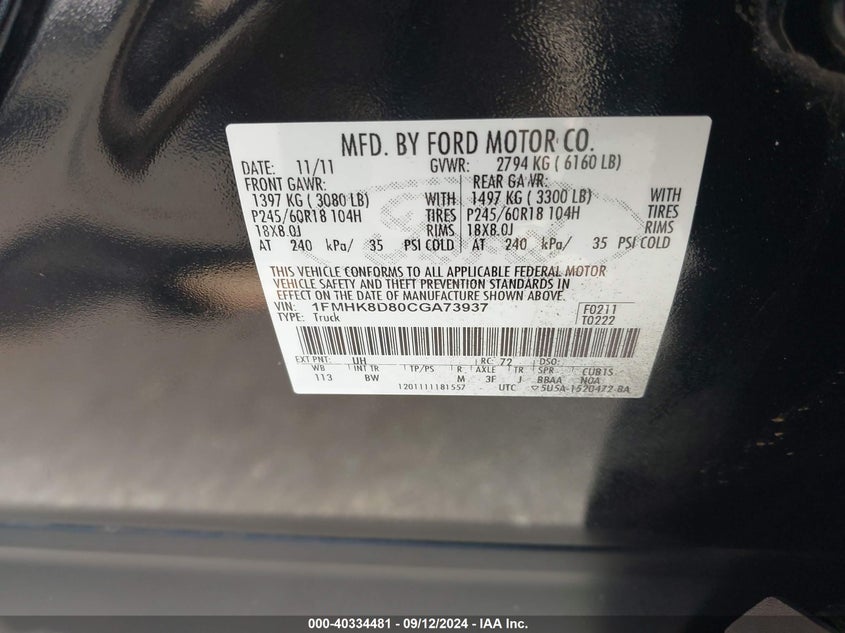 MFD. BY FORD MOTOR CO.
DATE: 11/11 GVWR: 2794 KG ( 6160 LB)
FRONT GAWR: REAR GAWR:
1397 KG ( 3080 LB) WITH 1497 KG ( 3300 LB) WITH
P245/60R18 104H TIRES P245/60R18 104H TIRES
18X8.0J RIMS 18X8.0J RIMS
AT 240 kPa/ 35 PSI COLD AT 240 kPa/ 35 PSI COLD
THIS VEHICLE CONFORMS TO ALL APPLICABLE FEDERAL MOTOR
VEHICLE SAFETY AND THEFT PREVENTION STANDARDS IN
EFFECT ON THE DATE OF MANUFACTURE SHOWN ABOVE.
VIN: 1FMHK8D80CGA73937 F0211
TYPE: Truck T0222
EXT PNT: UH RC: 72 DSO:
WB INT TR TP/PS R AXLE TR SPR CUB1S
113 BW M 3F J BBAA NOA
1201111181557 UTC 5U5A-1520472-BA
000-40334481 - 09/12/2024 - IAA Inc.